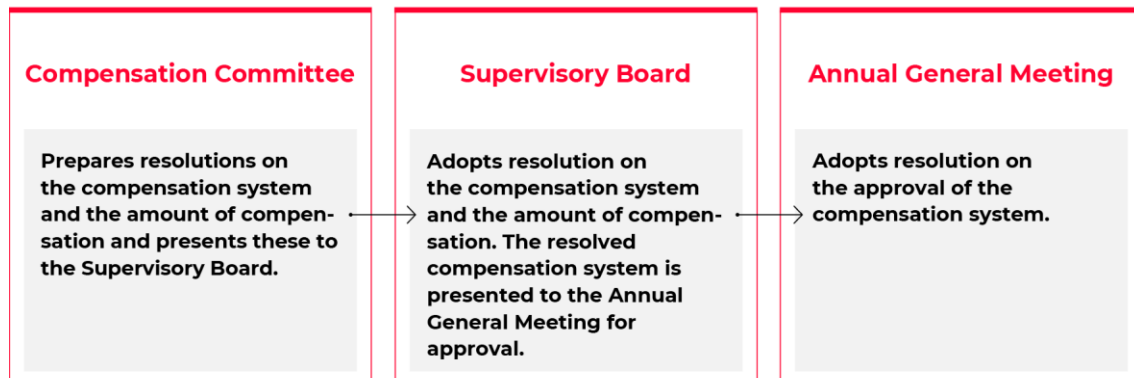 Compensation Committee
Prepares resolutions on
the compensation system
and the amount of compen-
sation and presents these to
the Supervisory Board.
Supervisory Board
Adopts resolution on
the compensation system
and the amount of compen-
sation. The resolved
compensation system is
presented to the Annual
General Meeting for
approval.
Annual General Meeting
Adopts resolution on
the approval of the
compensation system.